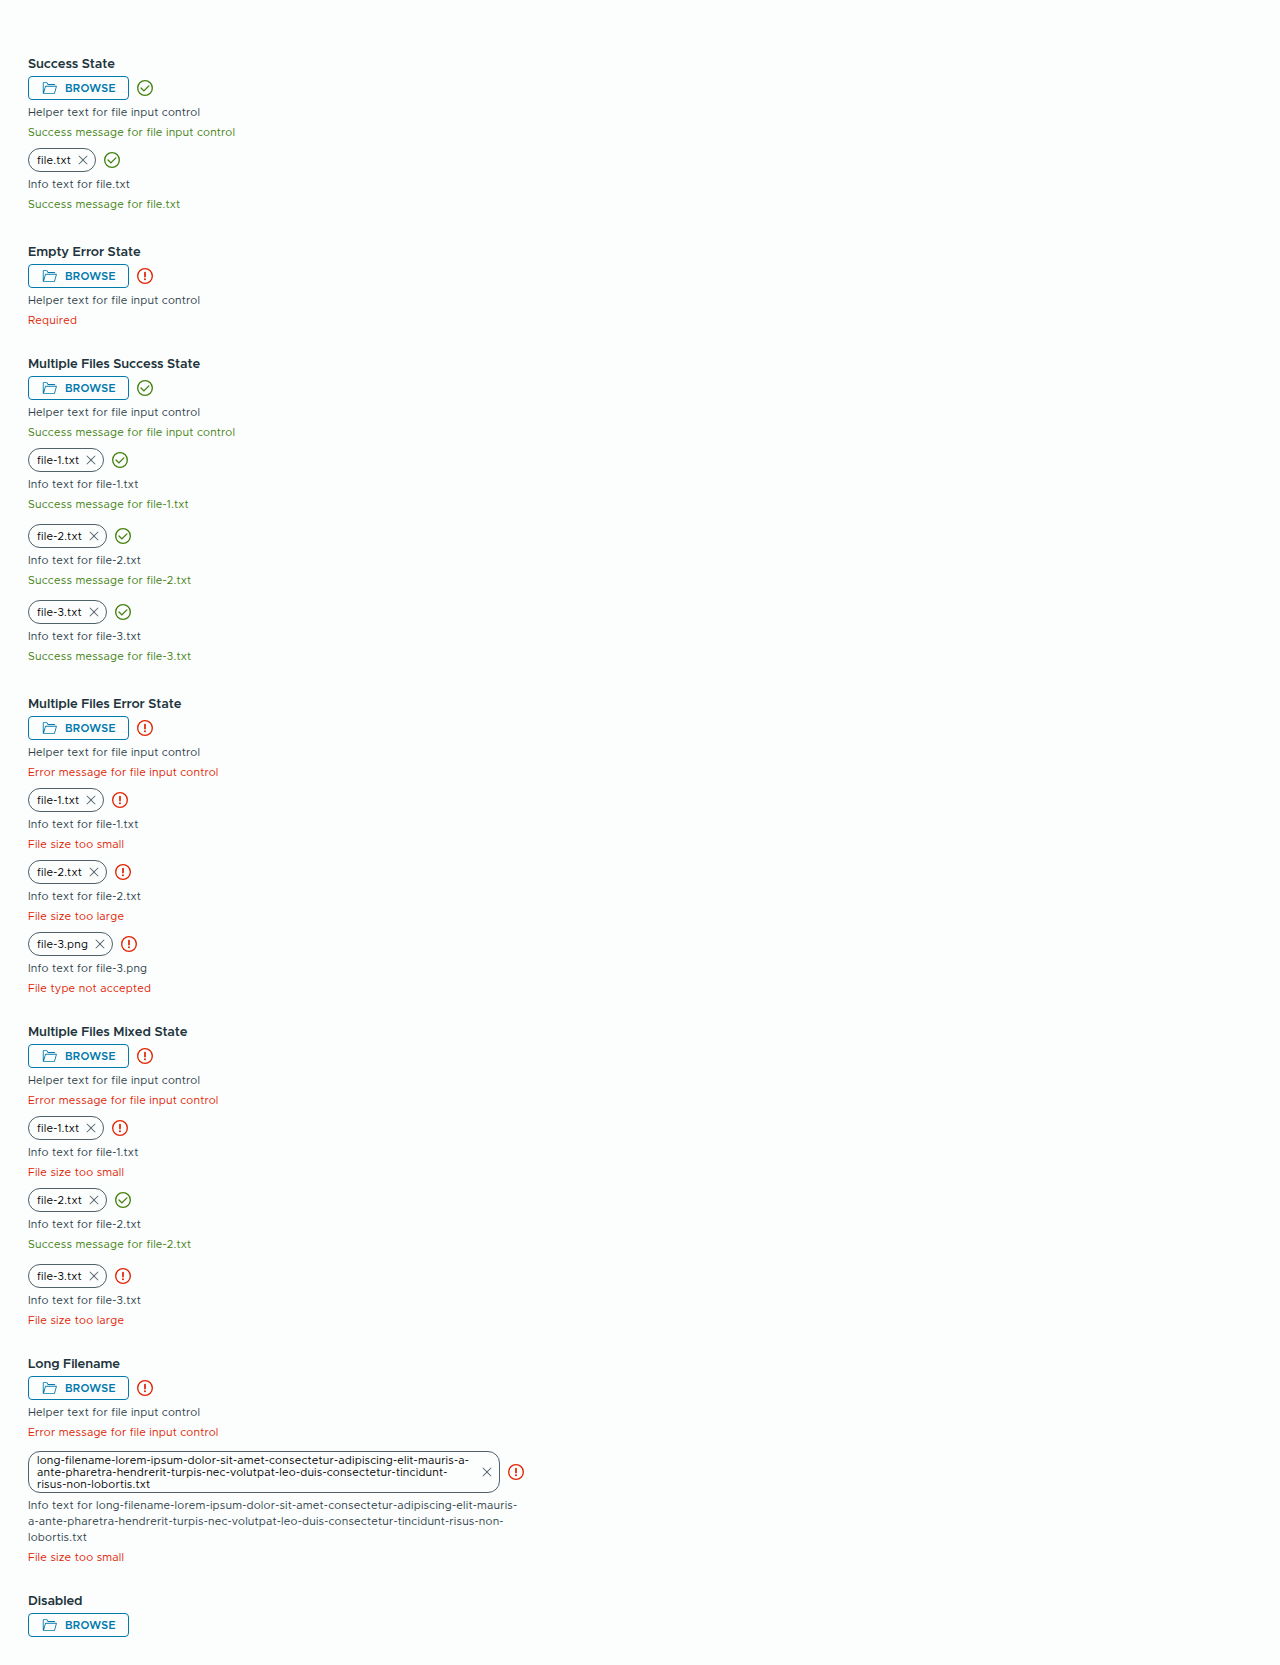 Success State
BROWSE
Helper text for file input control
Success message for file input control
file.txt
Info text for file.txt
Success message for file.txt
Empty Error State
BROWSE
Helper text for file input control
Required
Multiple Files Success State
BROWSE
Helper text for file input control
Success message for file input control
file-1.txt
Info text for file-1.txt
Success message for file-1.txt
file-2.txt
Info text for file-2.txt
Success message for file-2.txt
file-3.txt
Info text for file-3.txt
Success message for file-3.txt
Multiple Files Error State
BROWSE
Helper text for file input control
Error message for file input control
file-1.txt
Info text for file-1.txt
File size too small
file-2.txt
Info text for file-2.txt
File size too large
file-3.png
Info text for file-3.png
File type not accepted
Multiple Files Mixed State
BROWSE
Helper text for file input control
Error message for file input control
file-1.txt
Info text for file-1.txt
File size too small
file-2.txt
Info text for file-2.txt
Success message for file-2.txt
file-3.txt
Info text for file-3.txt
File size too large
Long Filename
BROWSE
Helper text for file input control
Error message for file input control
long-filename-lorem-ipsum-dolor-sit-amet-consectetur-adipiscing-elit-mauris-a-
ante-pharetra-hendrerit-turpis-nec-volutpat-leo-duis-consectetur-tincidunt-
risus-non-lobortis.txt
Info text for long-filename-lorem-ipsum-dolor-sit-amet-consectetur-adipiscing-elit-mauris-
a-ante-pharetra-hendrerit-turpis-nec-volutpat-leo-duis-consectetur-tincidunt-risus-non-
lobortis.txt
File size too small
Disabled
BROWSE